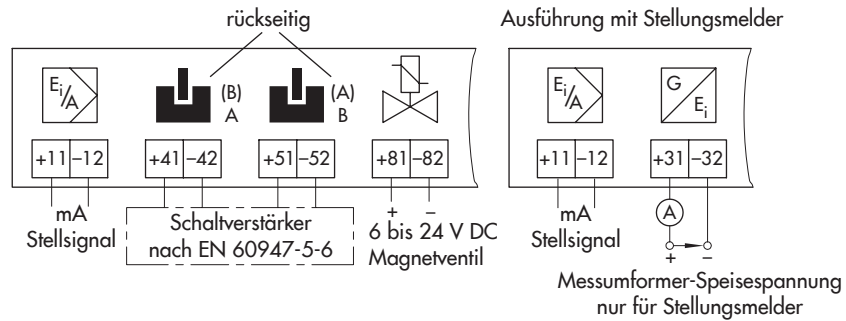 rückseitig
Ausführung mit Stellungsmelder
Ei/A
(B)
A
(A)
B
Ei/A
G
Ei
+11 –12
+41 –42
+51 –52
+81 –82
+11 –12
+31 –32
mA
Stellsignal
Schaltverstärker
nach EN 60947-5-6
+ –
6 bis 24 V DC
Magnetventil
mA
Stellsignal
A
+ –
Messumformer-Speisespannung
nur für Stellungsmelder